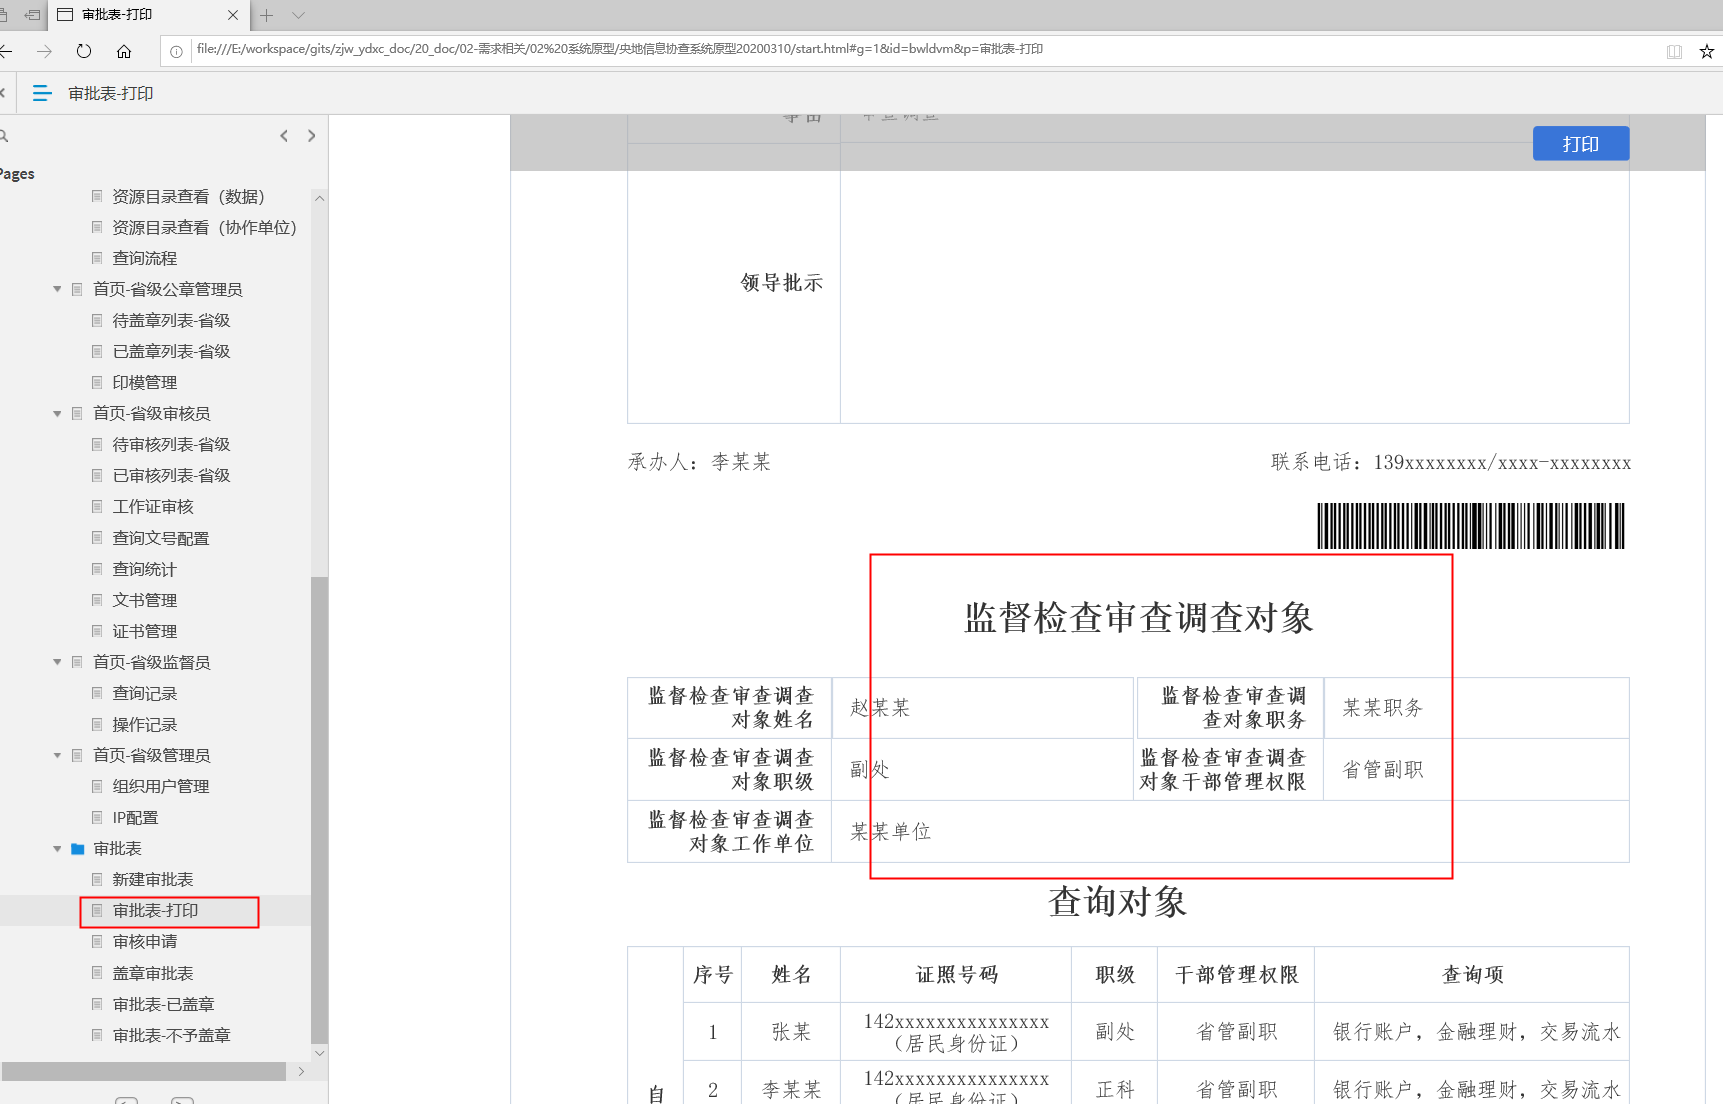 审批表-打印
file:///E:/workspace/gits/zjw_ydxc_doc/20_doc/02-需求相关/02%20系统原型/央地信息协查系统原型20200310/start.html#g=1&id=bwldvm&p=审批表-打印
审批表-打印
Pages
资源目录查看（数据）
资源目录查看（协作单位）
查询流程
首页-省级公章管理员
待盖章列表-省级
已盖章列表-省级
印模管理
首页-省级审核员
待审核列表-省级
已审核列表-省级
工作证审核
查询文号配置
查询统计
文书管理
证书管理
首页-省级监督员
查询记录
操作记录
首页-省级管理员
组织用户管理
IP配置
审批表
新建审批表
审批表-打印
审核申请
盖章审批表
审批表-已盖章
审批表-不予盖章
事由 审查调查
打印
领导批示
承办人：李某某 联系电话：139xxxxxxxx/xxxx-xxxxxxxx
监督检查审查调查对象
监督检查审查调查对象姓名 赵某某 监督检查审查调查对象职务 某某职务
监督检查审查调查对象职级 副处 监督检查审查调查对象干部管理权限 省管副职
监督检查审查调查对象工作单位 某某单位
查询对象
序号 姓名 证照号码 职级 干部管理权限 查询项
1 张某 142xxxxxxxxxxxxxxx（居民身份证） 副处 省管副职 银行账户，金融理财，交易流水
自 2 李某某 142xxxxxxxxxxxxxxx（居民身份证） 正科 省管副职 银行账户，金融理财，交易流水